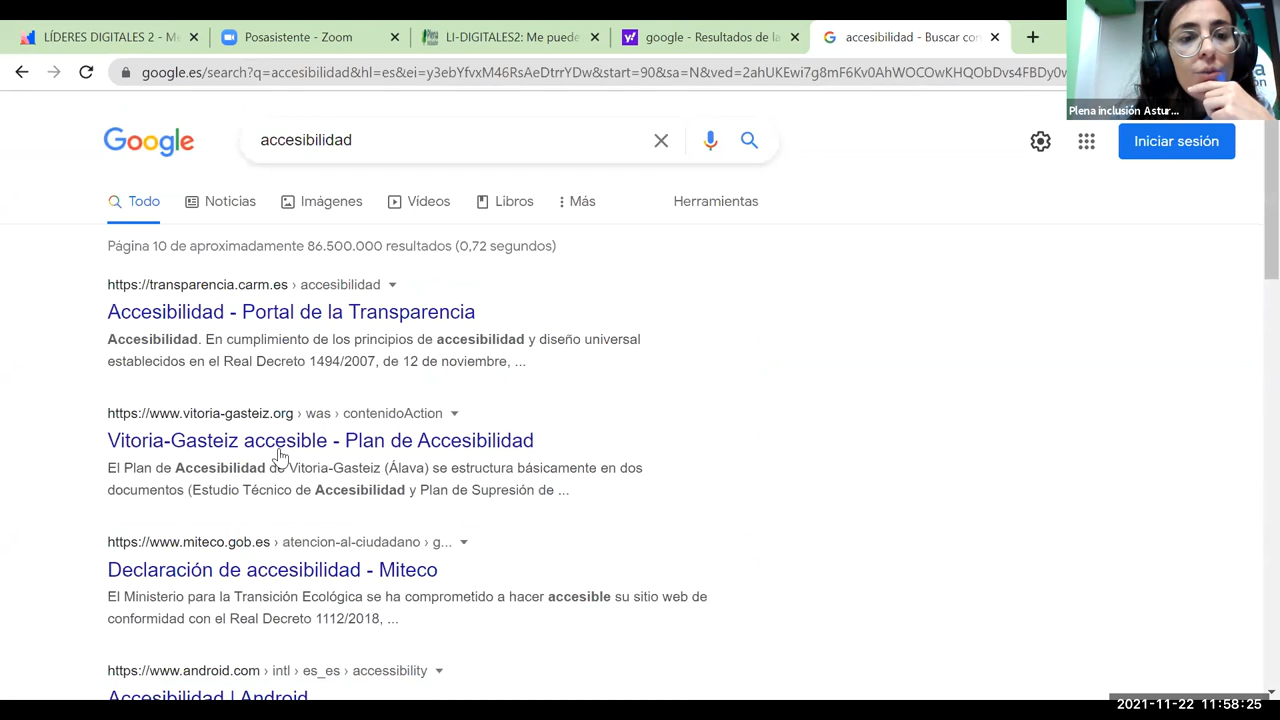 LÍDERES DIGITALES 2 - M
Posasistente - Zoom
LI-DIGITALES2: Me puede
google - Resultados de la
accesibilidad - Buscar con
google.es/search?q=accesibilidad&hl=es&ei=y3ebYfvxM46RsAeDtrrYDw&start=90&sa=N&ved=2ahUKEwi7g8mF6Kv0AhWOCOwKHQObDvs4FBDy0w
Plena inclusión Astur...
Google
accesibilidad
Iniciar sesión
Todo
Noticias
Imágenes
Vídeos
Libros
Más
Herramientas
Página 10 de aproximadamente 86.500.000 resultados (0,72 segundos)
https://transparencia.carm.es › accesibilidad
Accesibilidad - Portal de la Transparencia
Accesibilidad. En cumplimiento de los principios de accesibilidad y diseño universal
establecidos en el Real Decreto 1494/2007, de 12 de noviembre, ...
https://www.vitoria-gasteiz.org › was › contenidoAction
Vitoria-Gasteiz accesible - Plan de Accesibilidad
El Plan de Accesibilidad de Vitoria-Gasteiz (Álava) se estructura básicamente en dos
documentos (Estudio Técnico de Accesibilidad y Plan de Supresión de ...
https://www.miteco.gob.es › atencion-al-ciudadano › g...
Declaración de accesibilidad - Miteco
El Ministerio para la Transición Ecológica se ha comprometido a hacer accesible su sitio web de
conformidad con el Real Decreto 1112/2018, ...
https://www.android.com › intl › es_es › accessibility
Accesibilidad | Android
2021-11-22 11:58:25